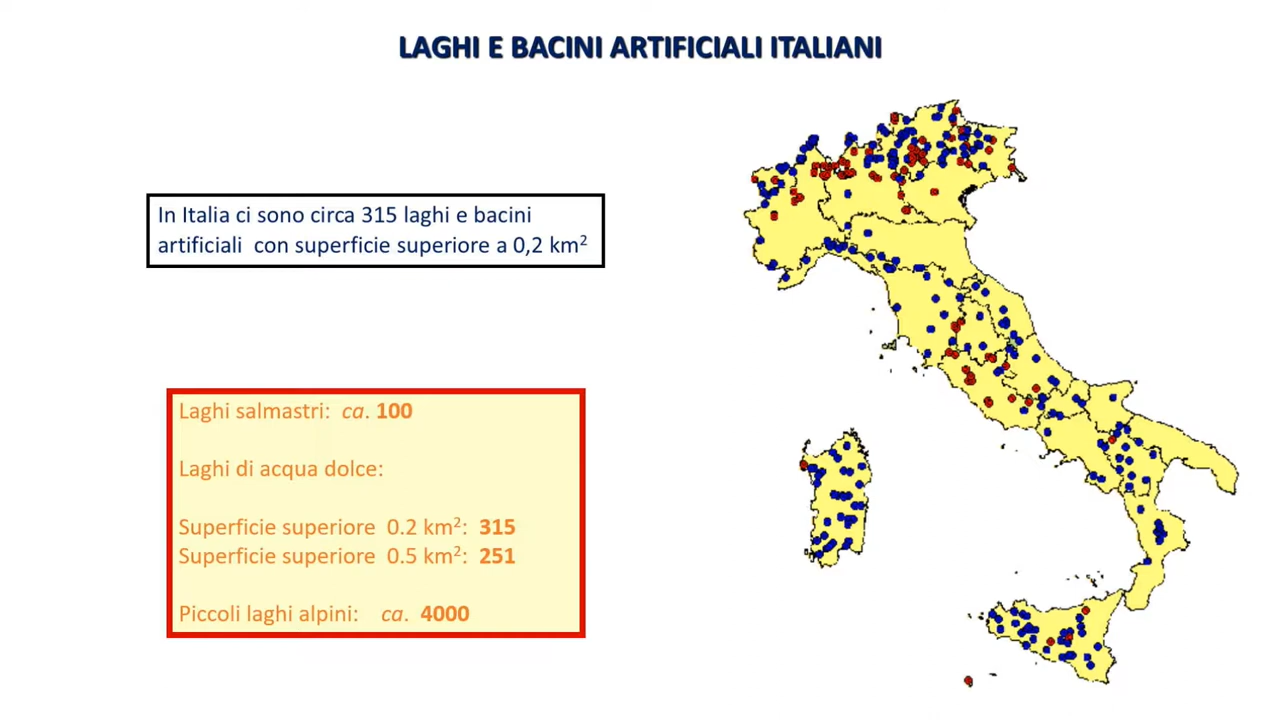 LAGHI E BACINI ARTIFICIALI ITALIANI
In Italia ci sono circa 315 laghi e bacini
artificiali con superficie superiore a 0,2 km²
Laghi salmastri: ca. 100
Laghi di acqua dolce:
Superficie superiore 0.2 km²: 315
Superficie superiore 0.5 km²: 251
Piccoli laghi alpini: ca. 4000